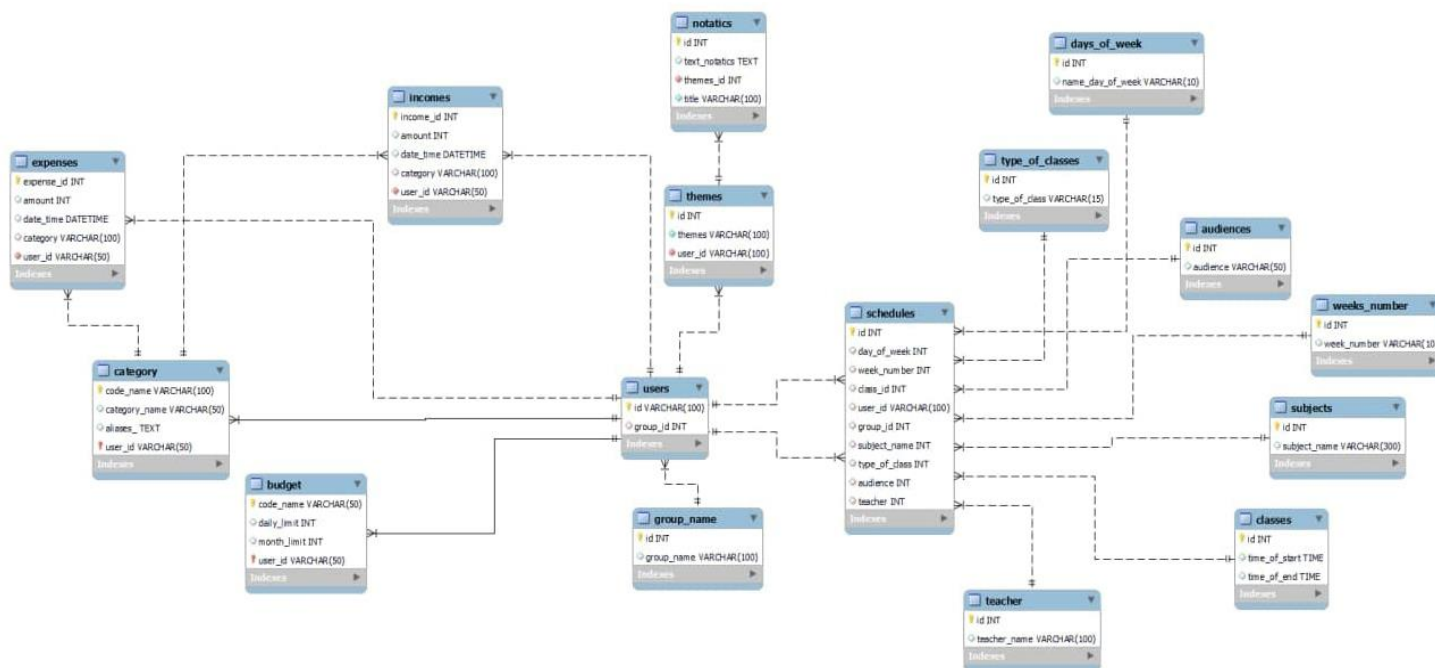 notatics
id INT
text_notatics TEXT
themes_id INT
title VARCHAR(100)
Indexes
days_of_week
id INT
name_day_of_week VARCHAR(10)
Indexes
incomes
income_id INT
amount INT
date_time DATETIME
category VARCHAR(100)
user_id VARCHAR(50)
Indexes
expenses
expense_id INT
amount INT
date_time DATETIME
category VARCHAR(100)
user_id VARCHAR(50)
Indexes
type_of_classes
id INT
type_of_class VARCHAR(15)
Indexes
themes
id INT
themes VARCHAR(100)
user_id VARCHAR(100)
Indexes
audiences
id INT
audience VARCHAR(50)
Indexes
weeks_number
id INT
week_number VARCHAR(10
Indexes
schedules
id INT
day_of_week INT
week_number INT
class_id INT
user_id VARCHAR(100)
group_id INT
subject_name INT
type_of_class INT
audience INT
teacher INT
Indexes
category
code_name VARCHAR(100)
category_name VARCHAR(50)
aliases_ TEXT
user_id VARCHAR(50)
Indexes
users
id VARCHAR(100)
group_id INT
Indexes
subjects
id INT
subject_name VARCHAR(300)
Indexes
budget
code_name VARCHAR(50)
daily_limit INT
month_limit INT
user_id VARCHAR(50)
Indexes
group_name
id INT
group_name VARCHAR(100)
Indexes
classes
id INT
time_of_start TIME
time_of_end TIME
Indexes
teacher
id INT
teacher_name VARCHAR(100)
Indexes